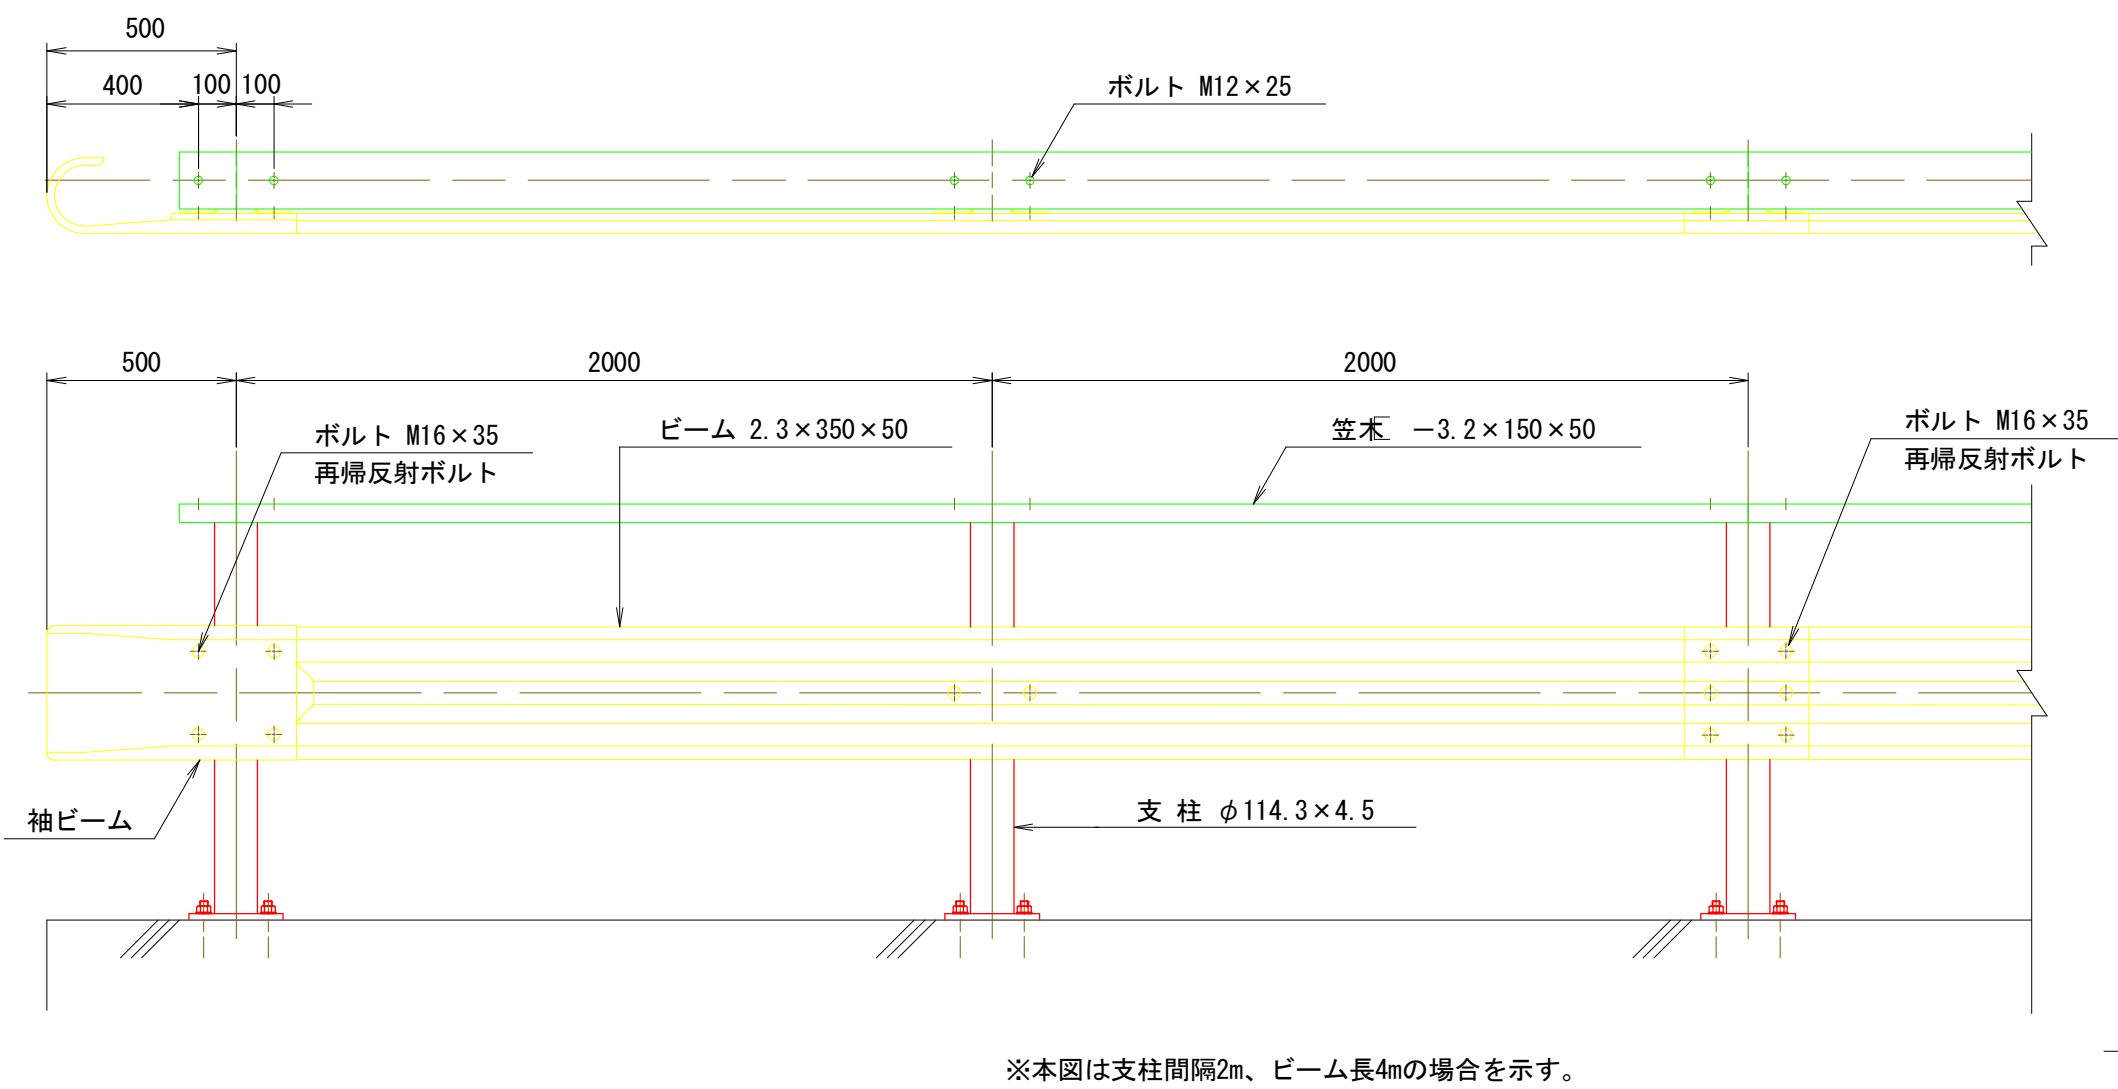 500
400
100
100
ボルト M12×25
500
2000
2000
ボルト M16×35
再帰反射ボルト
ビーム 2.3×350×50
笠木 −3.2×150×50
ボルト M16×35
再帰反射ボルト
袖ビーム
支 柱 φ114.3×4.5
※本図は支柱間隔2m、ビーム長4mの場合を示す。